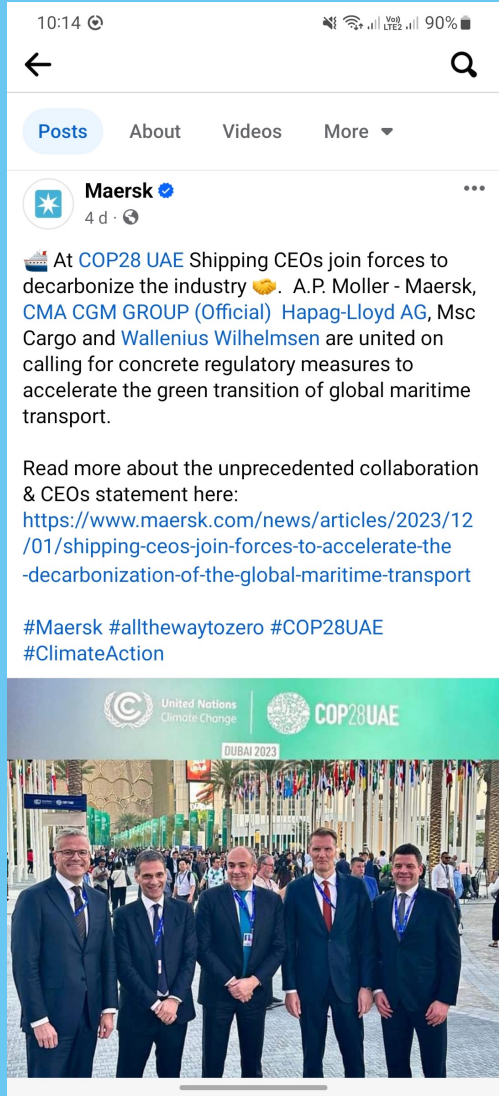 10:14
Vo))
LTE2
90%
Posts
About
Videos
More
Maersk
4 d ·
🛳️ At COP28 UAE Shipping CEOs join forces to
decarbonize the industry 🤝. A.P. Moller - Maersk,
CMA CGM GROUP (Official) Hapag-Lloyd AG, Msc
Cargo and Wallenius Wilhelmsen are united on
calling for concrete regulatory measures to
accelerate the green transition of global maritime
transport.
Read more about the unprecedented collaboration
& CEOs statement here:
https://www.maersk.com/news/articles/2023/12
/01/shipping-ceos-join-forces-to-accelerate-the
-decarbonization-of-the-global-maritime-transport
#Maersk #allthewaytozero #COP28UAE
#ClimateAction
United Nations
Climate Change
COP28UAE
DUBAI 2023